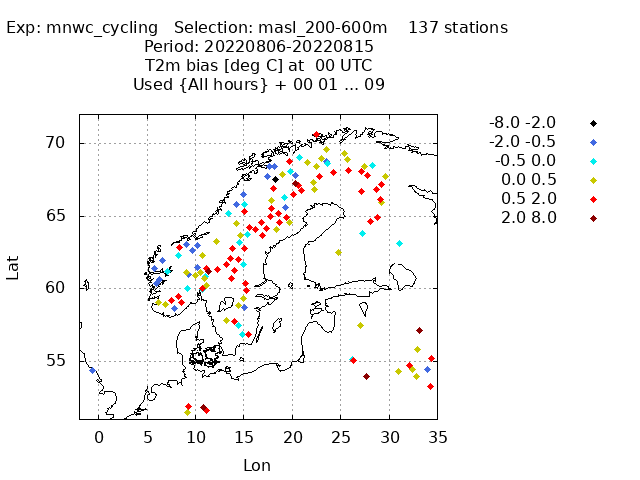 Exp: mnwc_cycling   Selection: masl_200-600m    137 stations
Period: 20220806-20220815
T2m bias [deg C] at  00 UTC
Used {All hours} + 00 01 ... 09
-8.0 -2.0
-2.0 -0.5
-0.5 0.0
0.0 0.5
0.5 2.0
2.0 8.0
70
65
60
55
Lat
0 5 10 15 20 25 30 35
Lon